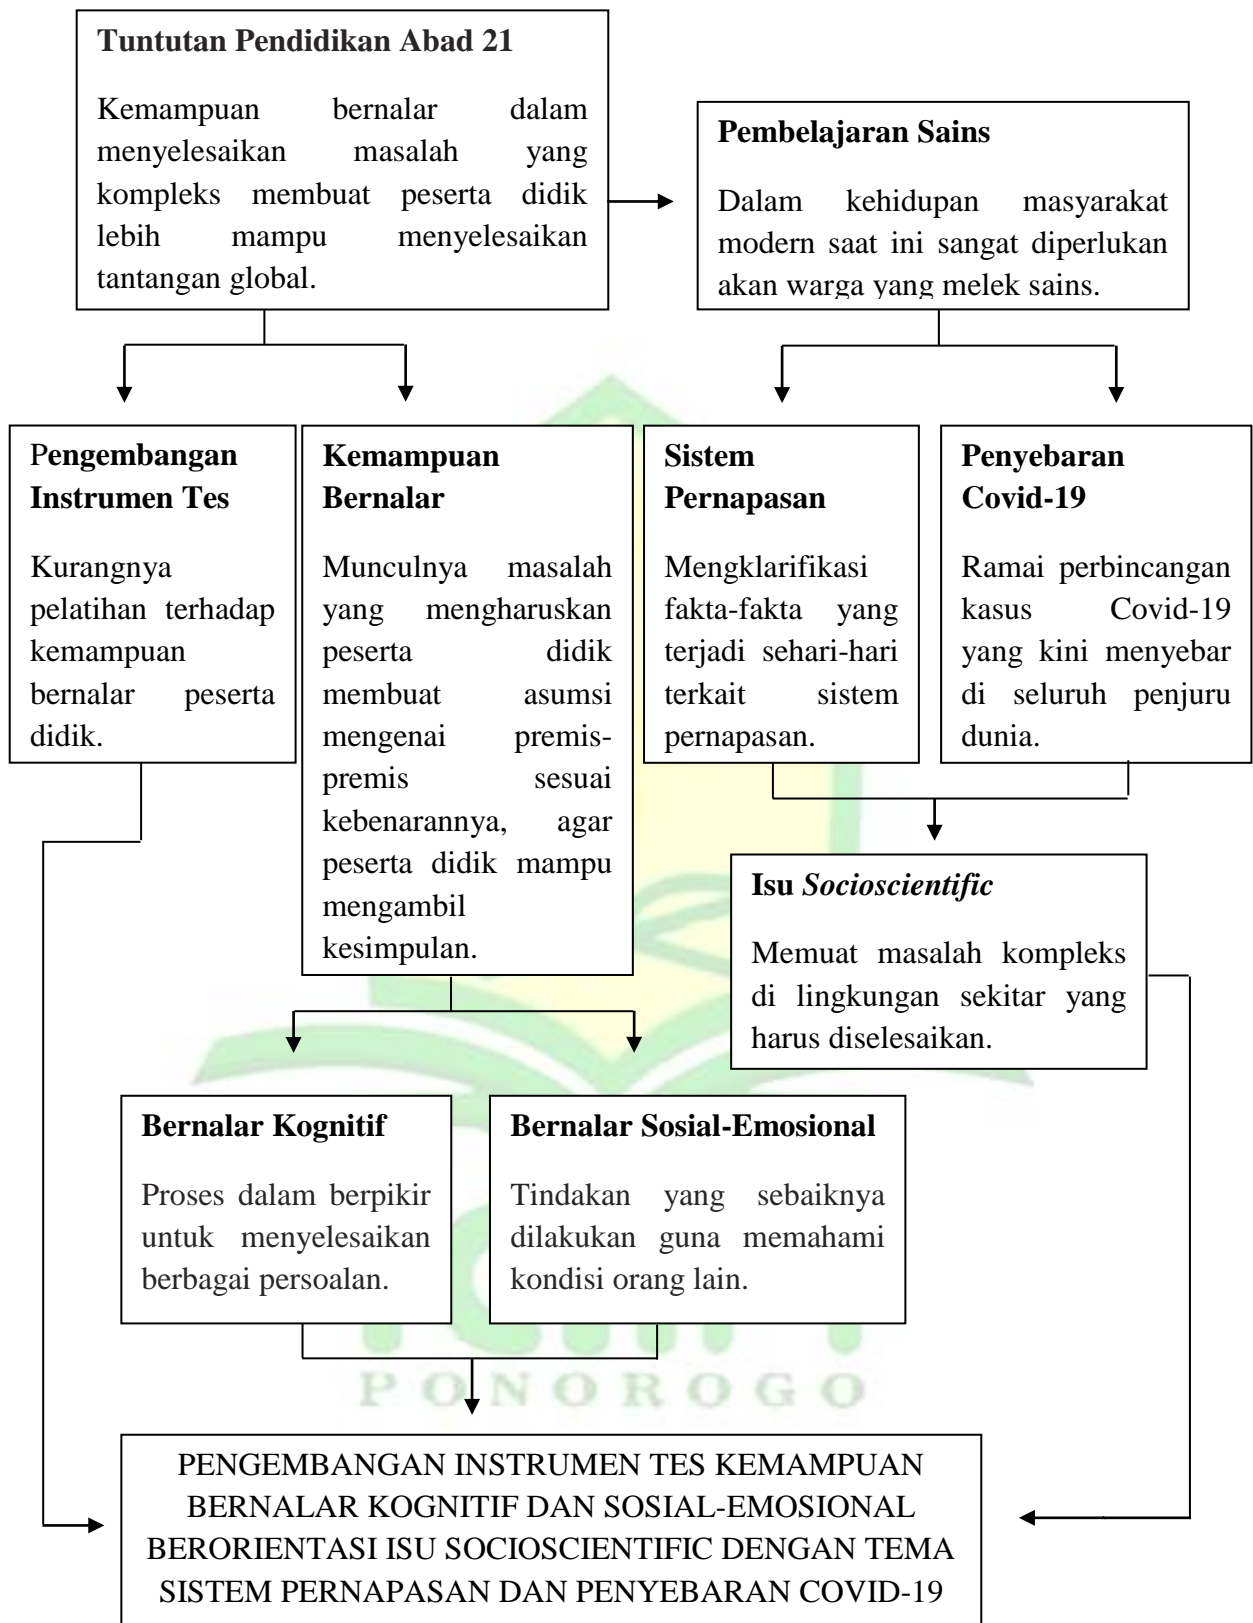 Tuntutan Pendidikan Abad 21
Kemampuan bernalar dalam
menyelesaikan masalah yang
kompleks membuat peserta didik
lebih mampu menyelesaikan
tantangan global.
Pembelajaran Sains
Dalam kehidupan masyarakat
modern saat ini sangat diperlukan
akan warga yang melek sains.
Pengembangan
Instrumen Tes
Kurangnya
pelatihan terhadap
kemampuan
bernalar peserta
didik.
Kemampuan
Bernalar
Munculnya masalah
yang mengharuskan
peserta didik
membuat asumsi
mengenai premis-
premis sesuai
kebenarannya, agar
peserta didik mampu
mengambil
kesimpulan.
Sistem
Pernapasan
Mengklarifikasi
fakta-fakta yang
terjadi sehari-hari
terkait sistem
pernapasan.
Penyebaran
Covid-19
Ramai perbincangan
kasus Covid-19
yang kini menyebar
di seluruh penjuru
dunia.
Isu Socioscientific
Memuat masalah kompleks
di lingkungan sekitar yang
harus diselesaikan.
Bernalar Kognitif
Proses dalam berpikir
untuk menyelesaikan
berbagai persoalan.
Bernalar Sosial-Emosional
Tindakan yang sebaiknya
dilakukan guna memahami
kondisi orang lain.
PONOROGO
PENGEMBANGAN INSTRUMEN TES KEMAMPUAN
BERNALAR KOGNITIF DAN SOSIAL-EMOSIONAL
BERORIENTASI ISU SOCIOSCIENTIFIC DENGAN TEMA
SISTEM PERNAPASAN DAN PENYEBARAN COVID-19